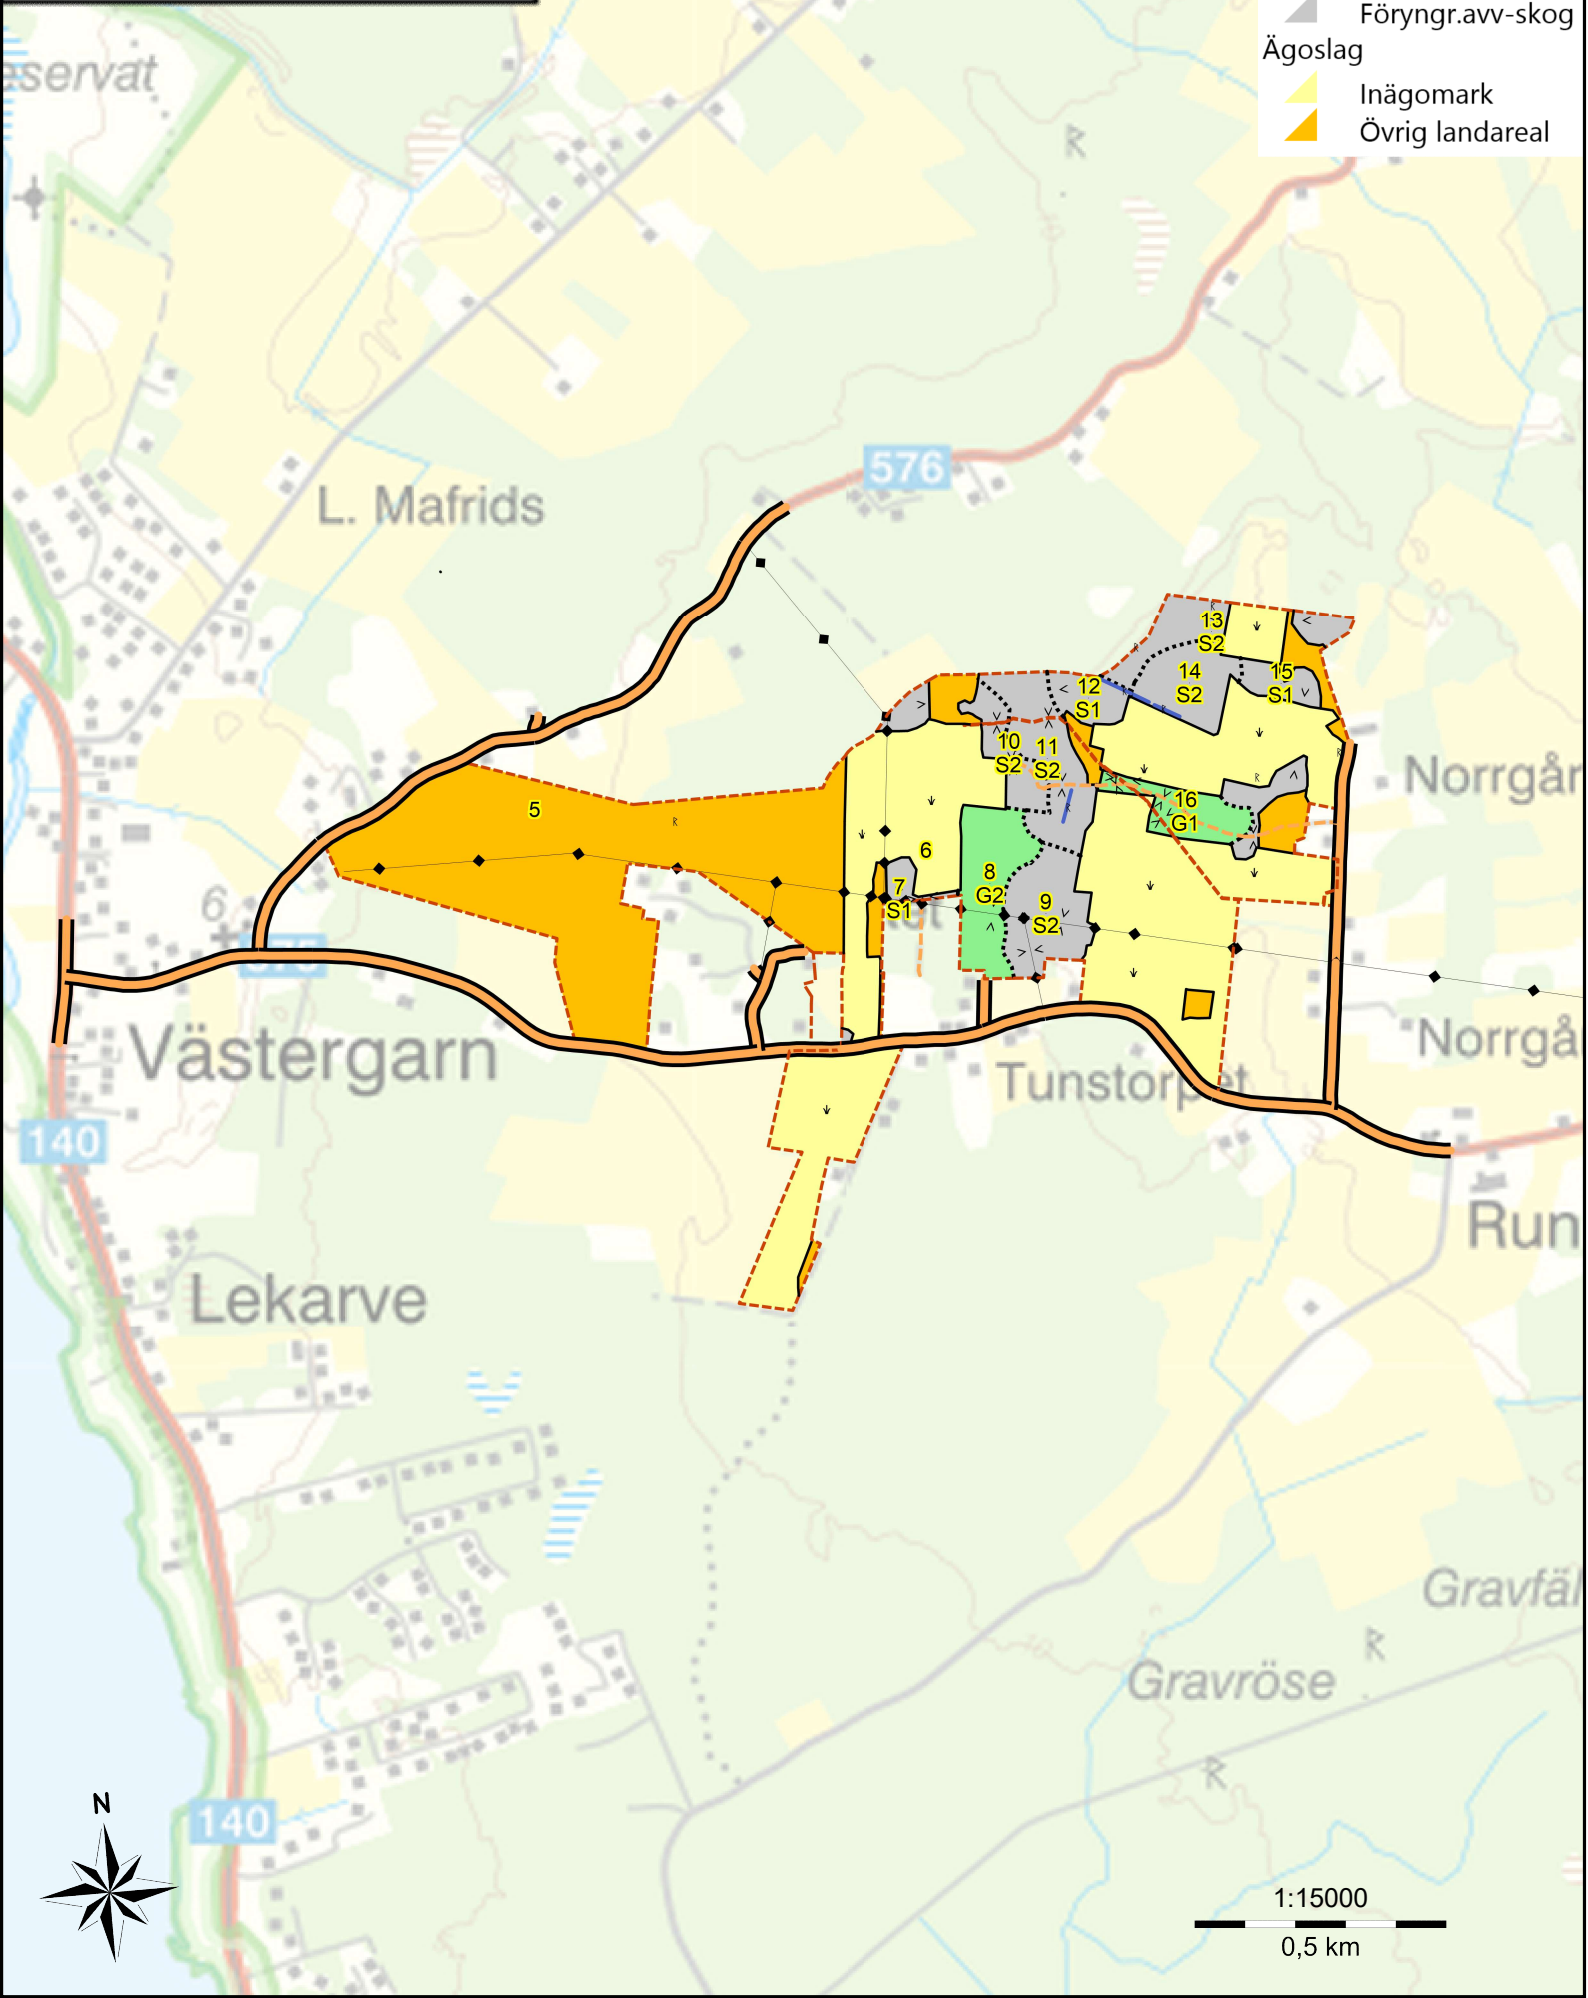 Föryngr.avv-skog
Ägoslag
Inägomark
Övrig landareal
eservat
R
576
L. Mafrids
13
S2
14
S2
15
S1
12
S1
10
S2
11
S2
Norrgår
5
16
G1
6
8
G2
7
S1
9
S2
6
Västergarn
Norrgå
Tunstorpet
140
Run
Lekarve
Gravfäl
R
Gravröse
R
140
N
1:15000
0,5 km